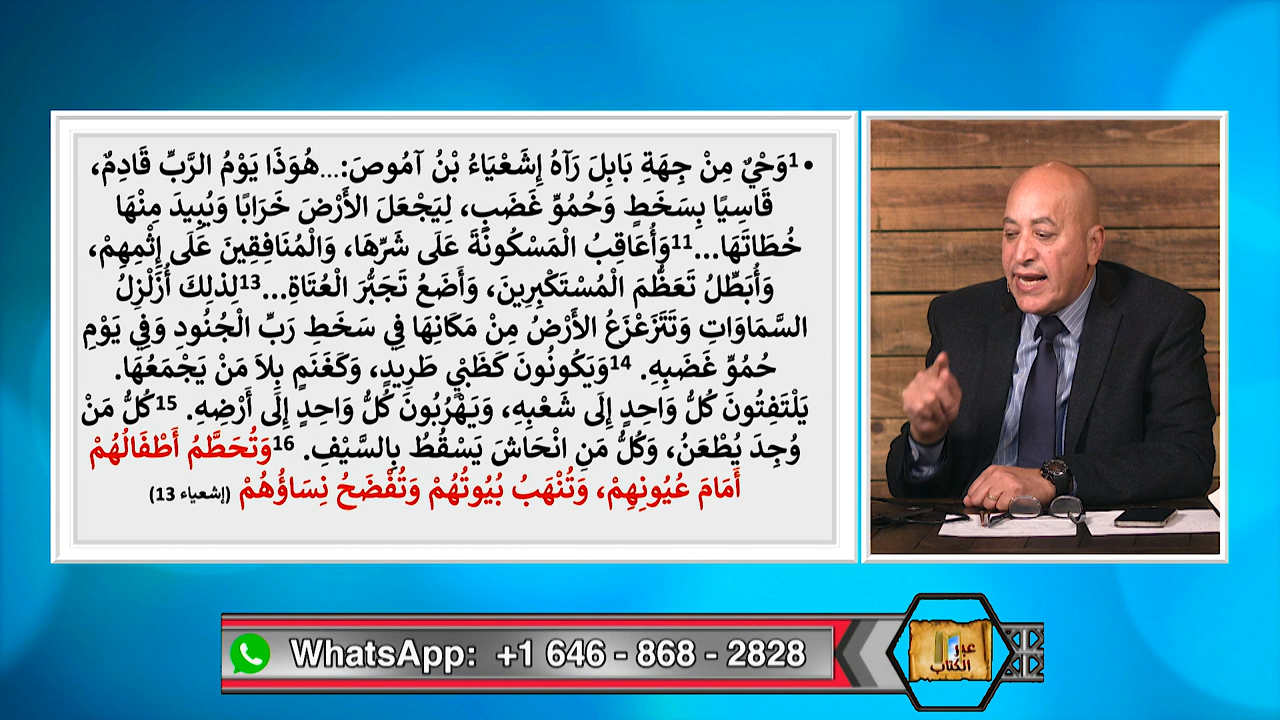 •1وَحْيٌ مِنْ جِهَةِ بَابِلَ رَآهُ إِشَعْيَاءُ بْنُ آمُوصَ:...هُوَذَا يَوْمُ الرَّبِّ قَادِمٌ،
قَاسِيًا بِسَخَطٍ وَحُمُوِّ غَضَبٍ، لِيَجْعَلَ الأَرْضَ خَرَابًا وَيُبِيدَ مِنْهَا
خُطَاتَهَا...11وَأُعَاقِبُ الْمَسْكُونَةَ عَلَى شَرِّهَا، وَالْمُنَافِقِينَ عَلَى إِثْمِهِمْ،
وَأُبَطِّلُ تَعَظُّمَ الْمُسْتَكْبِرِينَ، وَأَضَعُ تَجَبُّرَ الْعُتَاةِ...13لِذلِكَ أُزَلْزِلُ
السَّمَاوَاتِ وَتَتَزَعْزَعُ الأَرْضُ مِنْ مَكَانِهَا فِي سَخَطِ رَبِّ الْجُنُودِ وَفِي يَوْمِ
حُمُوِّ غَضَبِهِ. 14وَيَكُونُونَ كَظَبْيٍ طَرِيدٍ، وَكَغَنَمٍ بِلاَ مَنْ يَجْمَعُهَا.
يَلْتَفِتُونَ كُلُّ وَاحِدٍ إِلَى شَعْبِهِ، وَيَهْرُبُونَ كُلُّ وَاحِدٍ إِلَى أَرْضِهِ. 15كُلُّ مَنْ
وُجِدَ يُطْعَنُ، وَكُلُّ مَنِ انْحَاشَ يَسْقُطُ بِالسَّيْفِ. 16وَتُحَطَّمُ أَطْفَالُهُمْ
أَمَامَ عُيُونِهِمْ، وَتُنْهَبُ بُيُوتُهُمْ وَتُفْضَحُ نِسَاؤُهُمْ (إشعياء 13)
WhatsApp: +1 646 - 868 - 2828
عبر
الكتاب